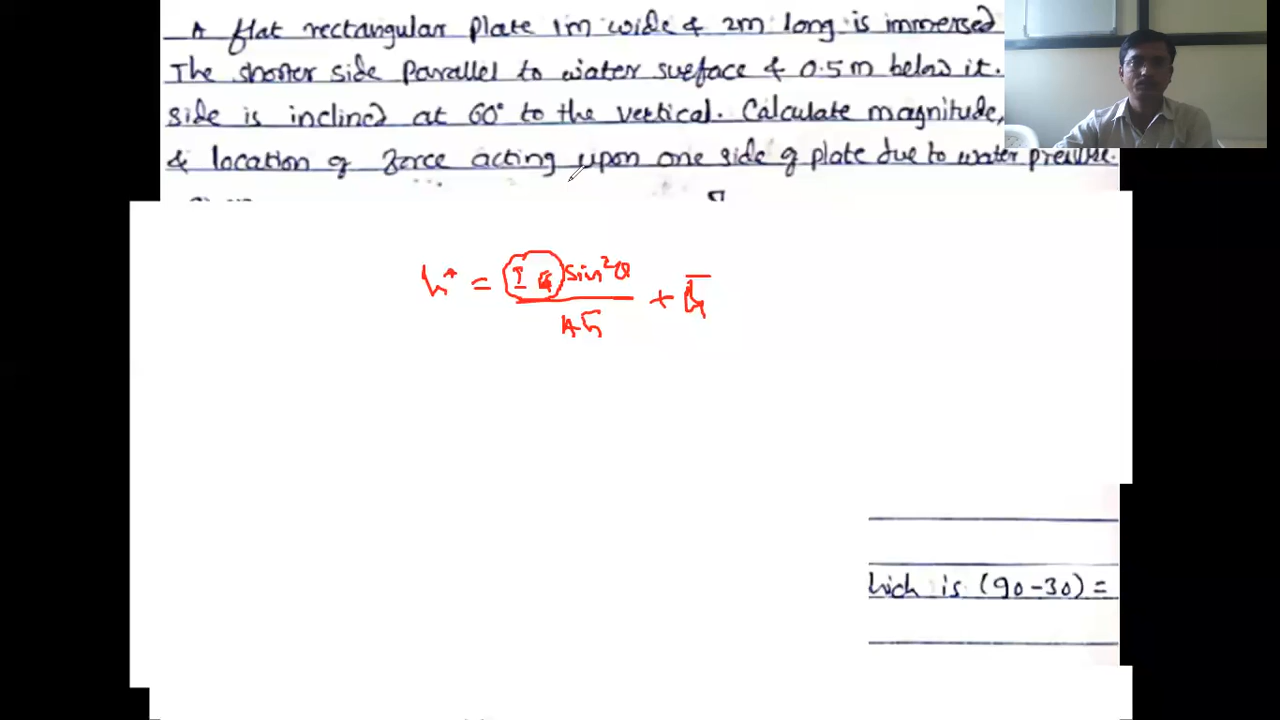 A flat rectangular plate 1m wide & 2m long is immersed
The shorter side parallel to water surface & 0.5m below it.
side is inclined at 60° to the vertical. Calculate magnitude,
& location of force acting upon one side of plate due to water pressure.
h* = I G sin²θ / A h̅ + h̅
hich is (90-30) =